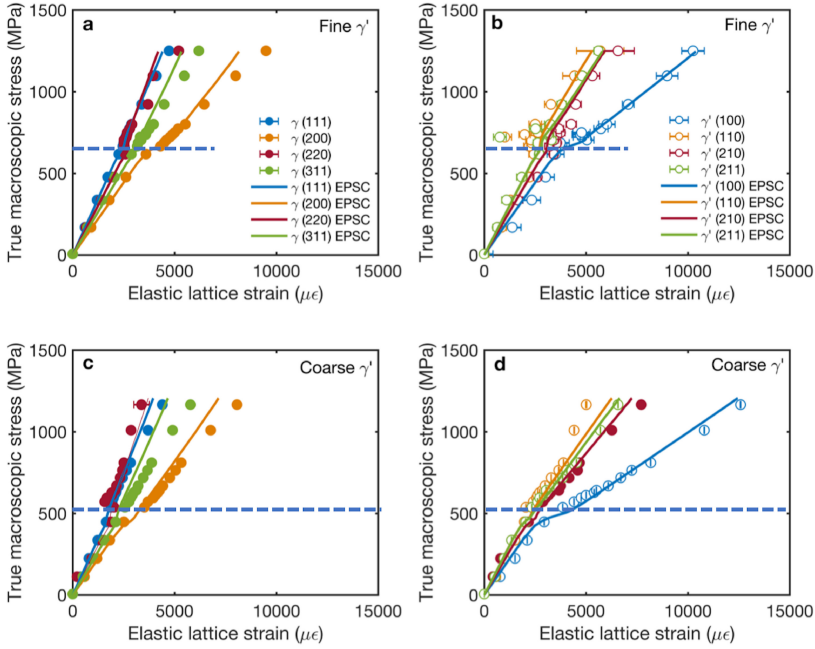 a
Fine γ'
True macroscopic stress (MPa)
1500
1000
500
0
γ (111)
γ (200)
γ (220)
γ (311)
γ (111) EPSC
γ (200) EPSC
γ (220) EPSC
γ (311) EPSC
0
5000
10000
15000
Elastic lattice strain (με)
b
Fine γ'
True macroscopic stress (MPa)
1500
1000
500
0
γ' (100)
γ' (110)
γ' (210)
γ' (211)
γ' (100) EPSC
γ' (110) EPSC
γ' (210) EPSC
γ' (211) EPSC
0
5000
10000
15000
Elastic lattice strain (με)
c
Coarse γ'
True macroscopic stress (MPa)
1500
1000
500
0
0
5000
10000
15000
Elastic lattice strain (με)
d
Coarse γ'
True macroscopic stress (MPa)
1500
1000
500
0
0
5000
10000
15000
Elastic lattice strain (με)